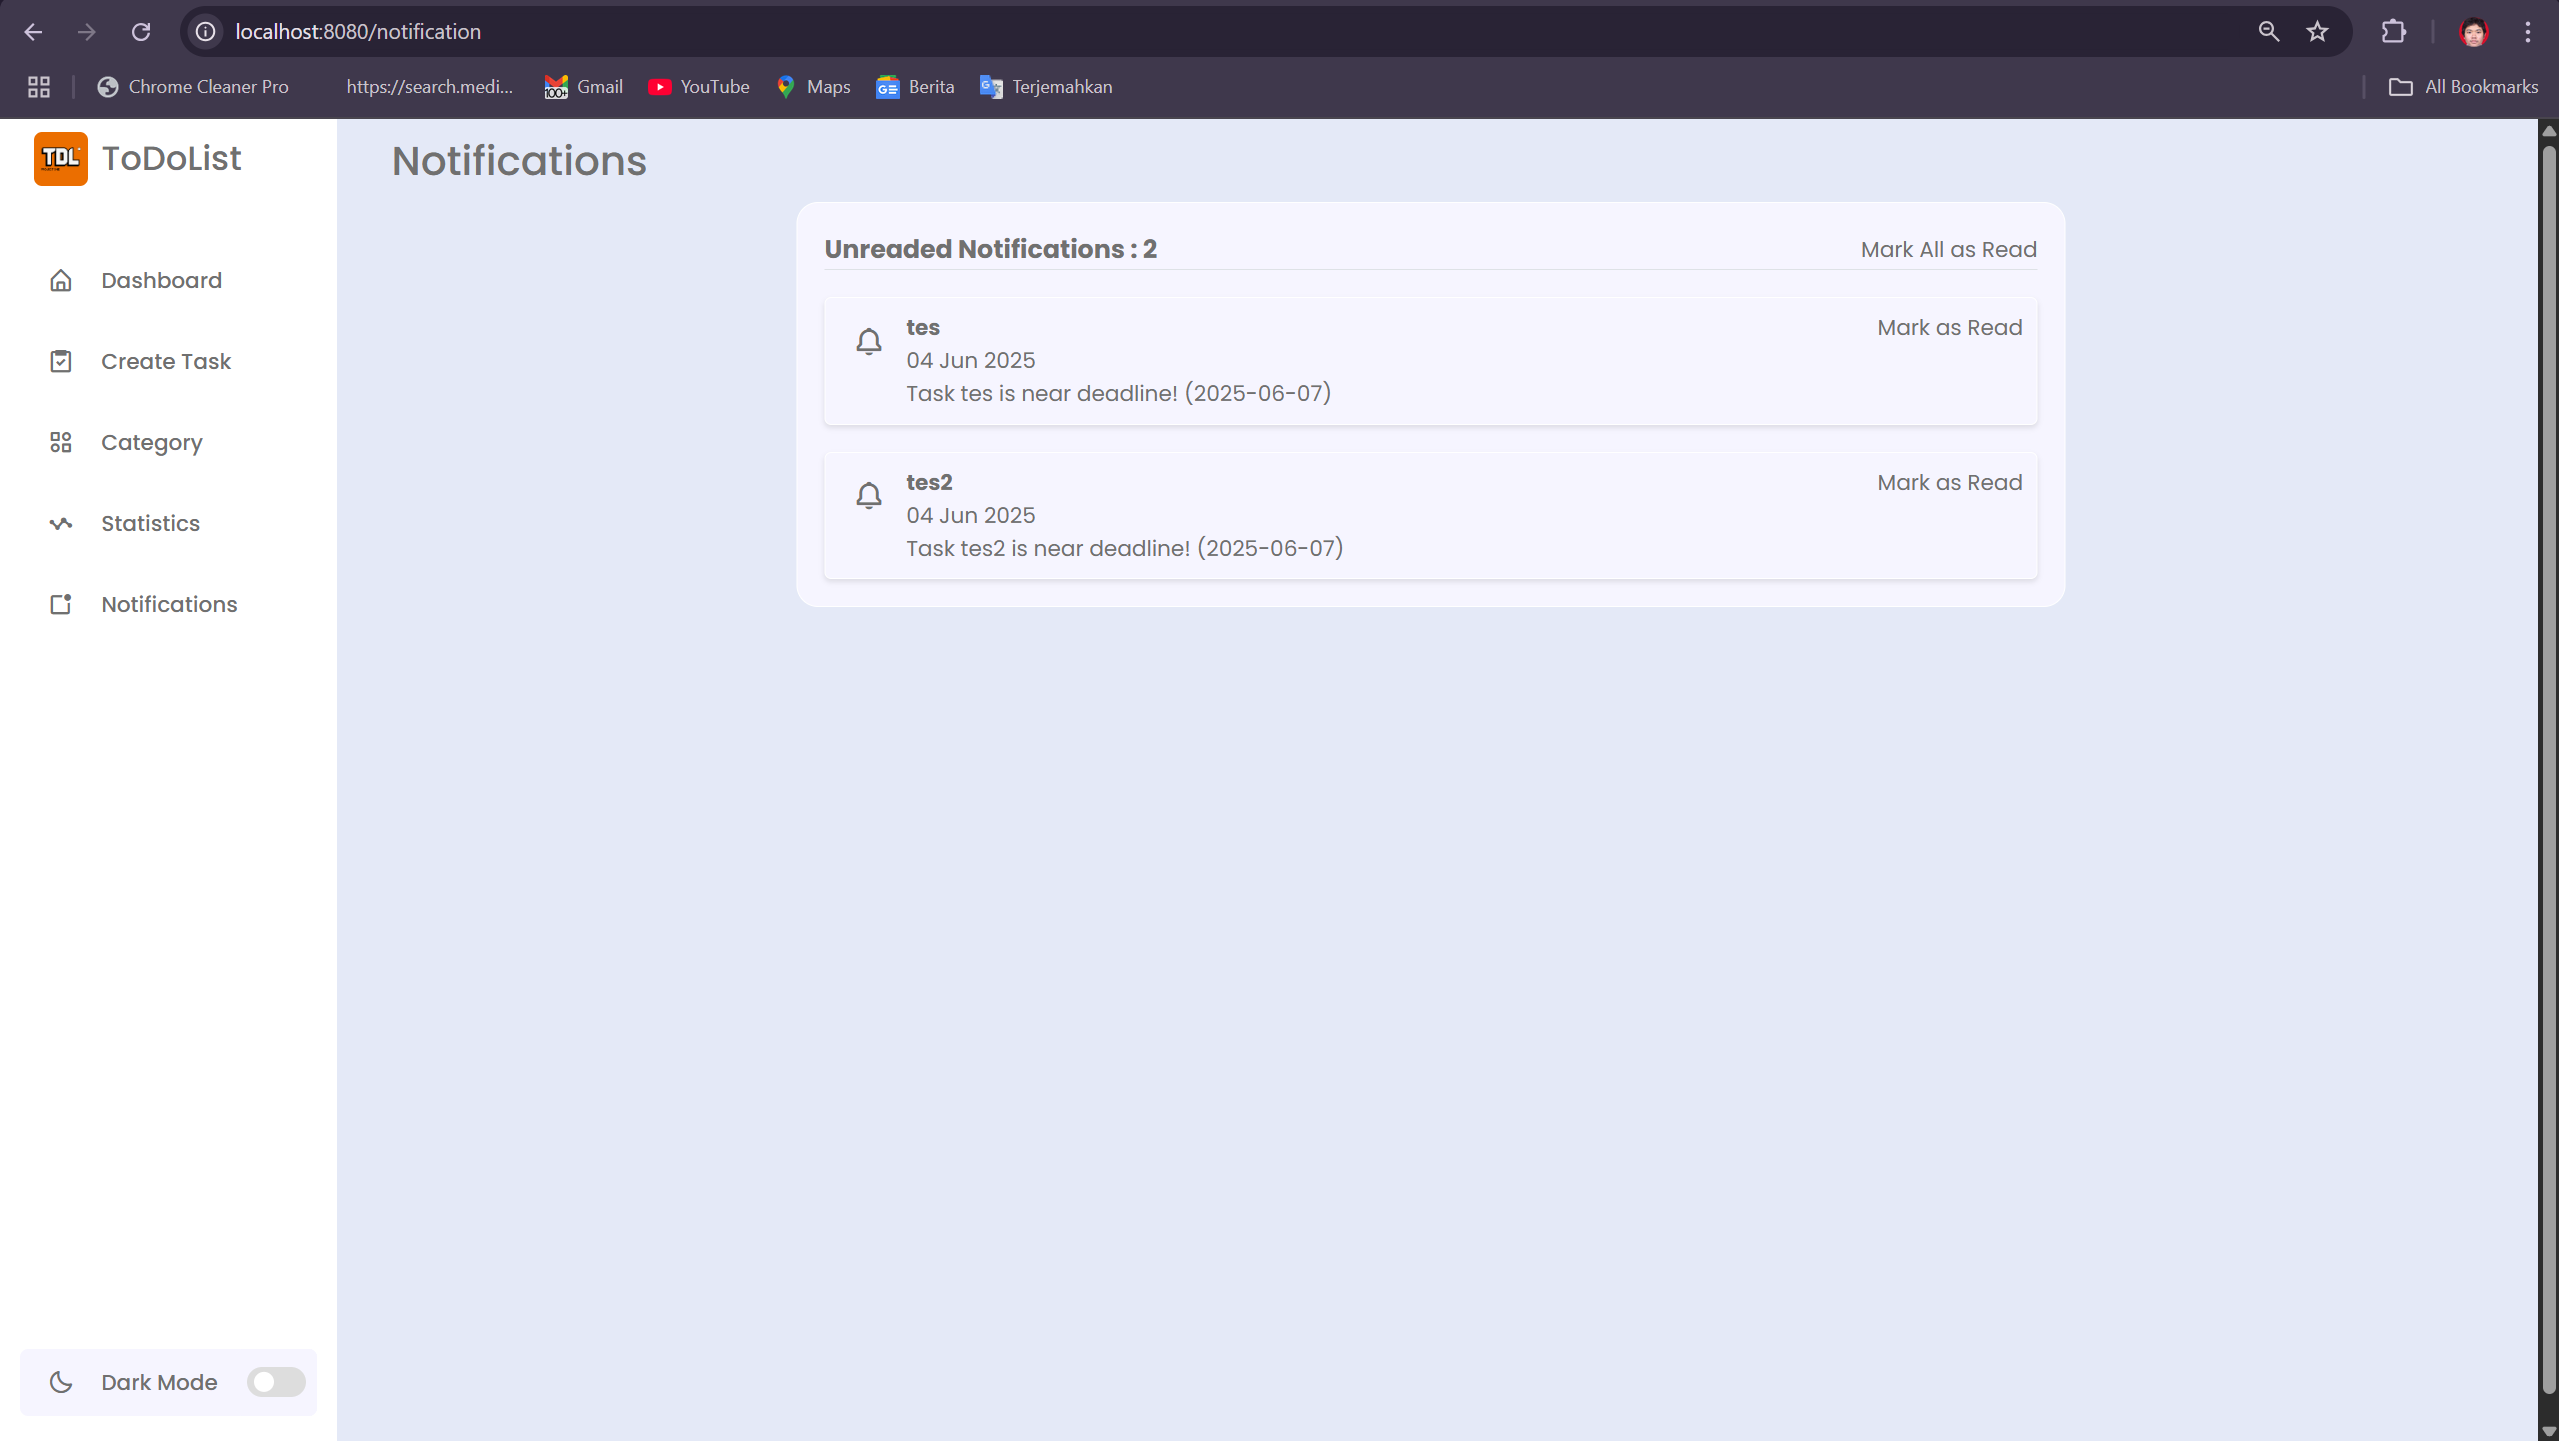 localhost:8080/notification
Chrome Cleaner Pro
https://search.medi...
100+
Gmail
YouTube
Maps
GE
Berita
G
Terjemahkan
All Bookmarks
TDL
ToDoList
Dashboard
Create Task
Category
Statistics
Notifications
Dark Mode
Notifications
Unreaded Notifications : 2
Mark All as Read
tes
Mark as Read
04 Jun 2025
Task tes is near deadline! (2025-06-07)
tes2
Mark as Read
04 Jun 2025
Task tes2 is near deadline! (2025-06-07)